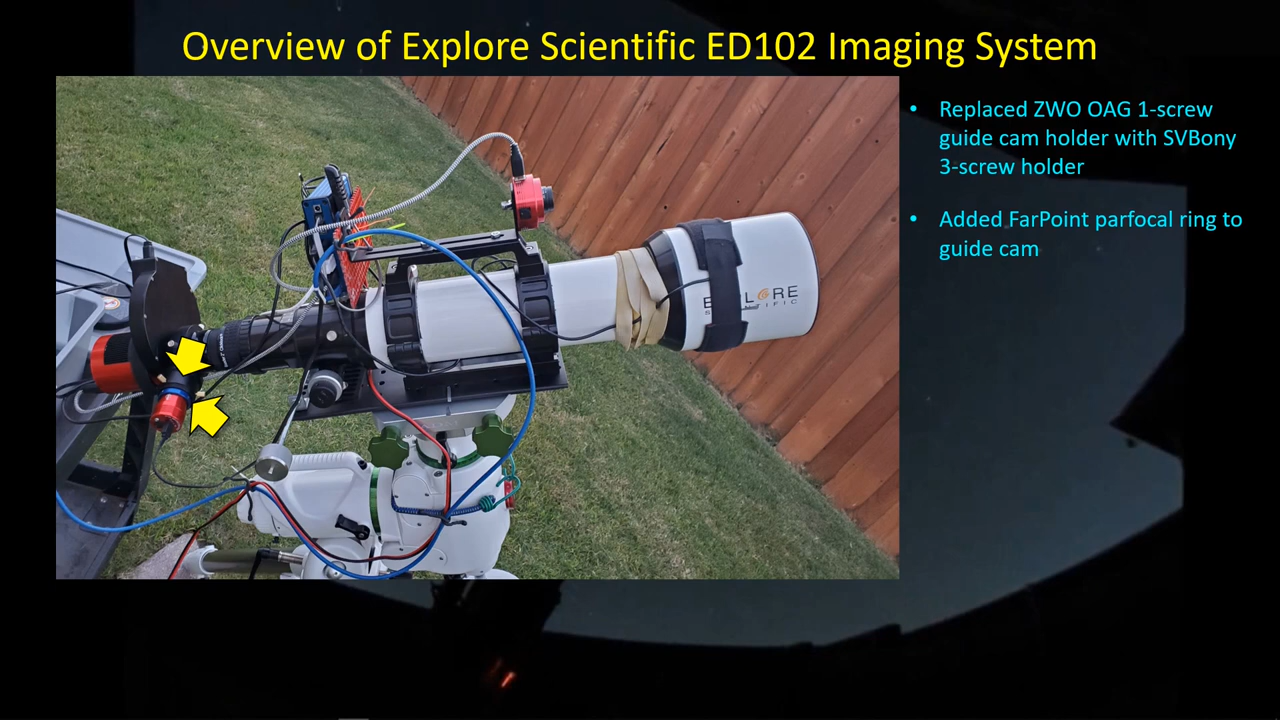 Overview of Explore Scientific ED102 Imaging System
• Replaced ZWO OAG 1-screw
guide cam holder with SVBony
3-screw holder
• Added FarPoint parfocal ring to
guide cam
EXPLORE
SCIENTIFIC